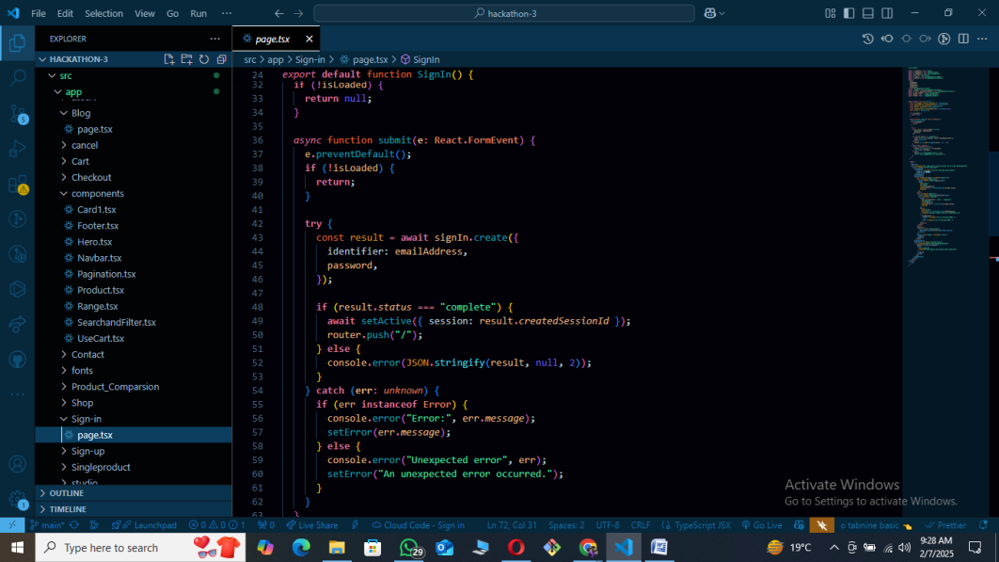 File Edit Selection View Go Run ··· hackathon-3
EXPLORER
HACKATHON-3
src
app
Blog
page.tsx
cancel
Cart
Checkout
components
Card1.tsx
Footer.tsx
Hero.tsx
Navbar.tsx
Pagination.tsx
Product.tsx
Range.tsx
SearchandFilter.tsx
UseCart.tsx
Contact
fonts
Product_Comparsion
Shop
Sign-in
page.tsx
Sign-up
Singleproduct
studio
OUTLINE
TIMELINE
5
1
page.tsx
src > app > Sign-in > page.tsx > SignIn
24 export default function SignIn() {
32 if (!isLoaded) {
33 return null;
34 }
35
36 async function submit(e: React.FormEvent) {
37 e.preventDefault();
38 if (!isLoaded) {
39 return;
40 }
41
42 try {
43 const result = await signIn.create({
44 identifier: emailAddress,
45 password,
46 });
47
48 if (result.status === "complete") {
49 await setActive({ session: result.createdSessionId });
50 router.push("/");
51 } else {
52 console.error(JSON.stringify(result, null, 2));
53 }
54 } catch (err: unknown) {
55 if (err instanceof Error) {
56 console.error("Error:", err.message);
57 setError(err.message);
58 } else {
59 console.error("Unexpected error", err);
60 setError("An unexpected error occurred.");
61 }
62 }
63 }
Activate Windows
Go to Settings to activate Windows.
main* Launchpad 0 0 1 0 Live Share Cloud Code - Sign in Ln 72, Col 31 Spaces: 2 UTF-8 CRLF TypeScript JSX Go Live tabnine basic Prettier
Type here to search 29 19°C 9:28 AM
2/7/2025